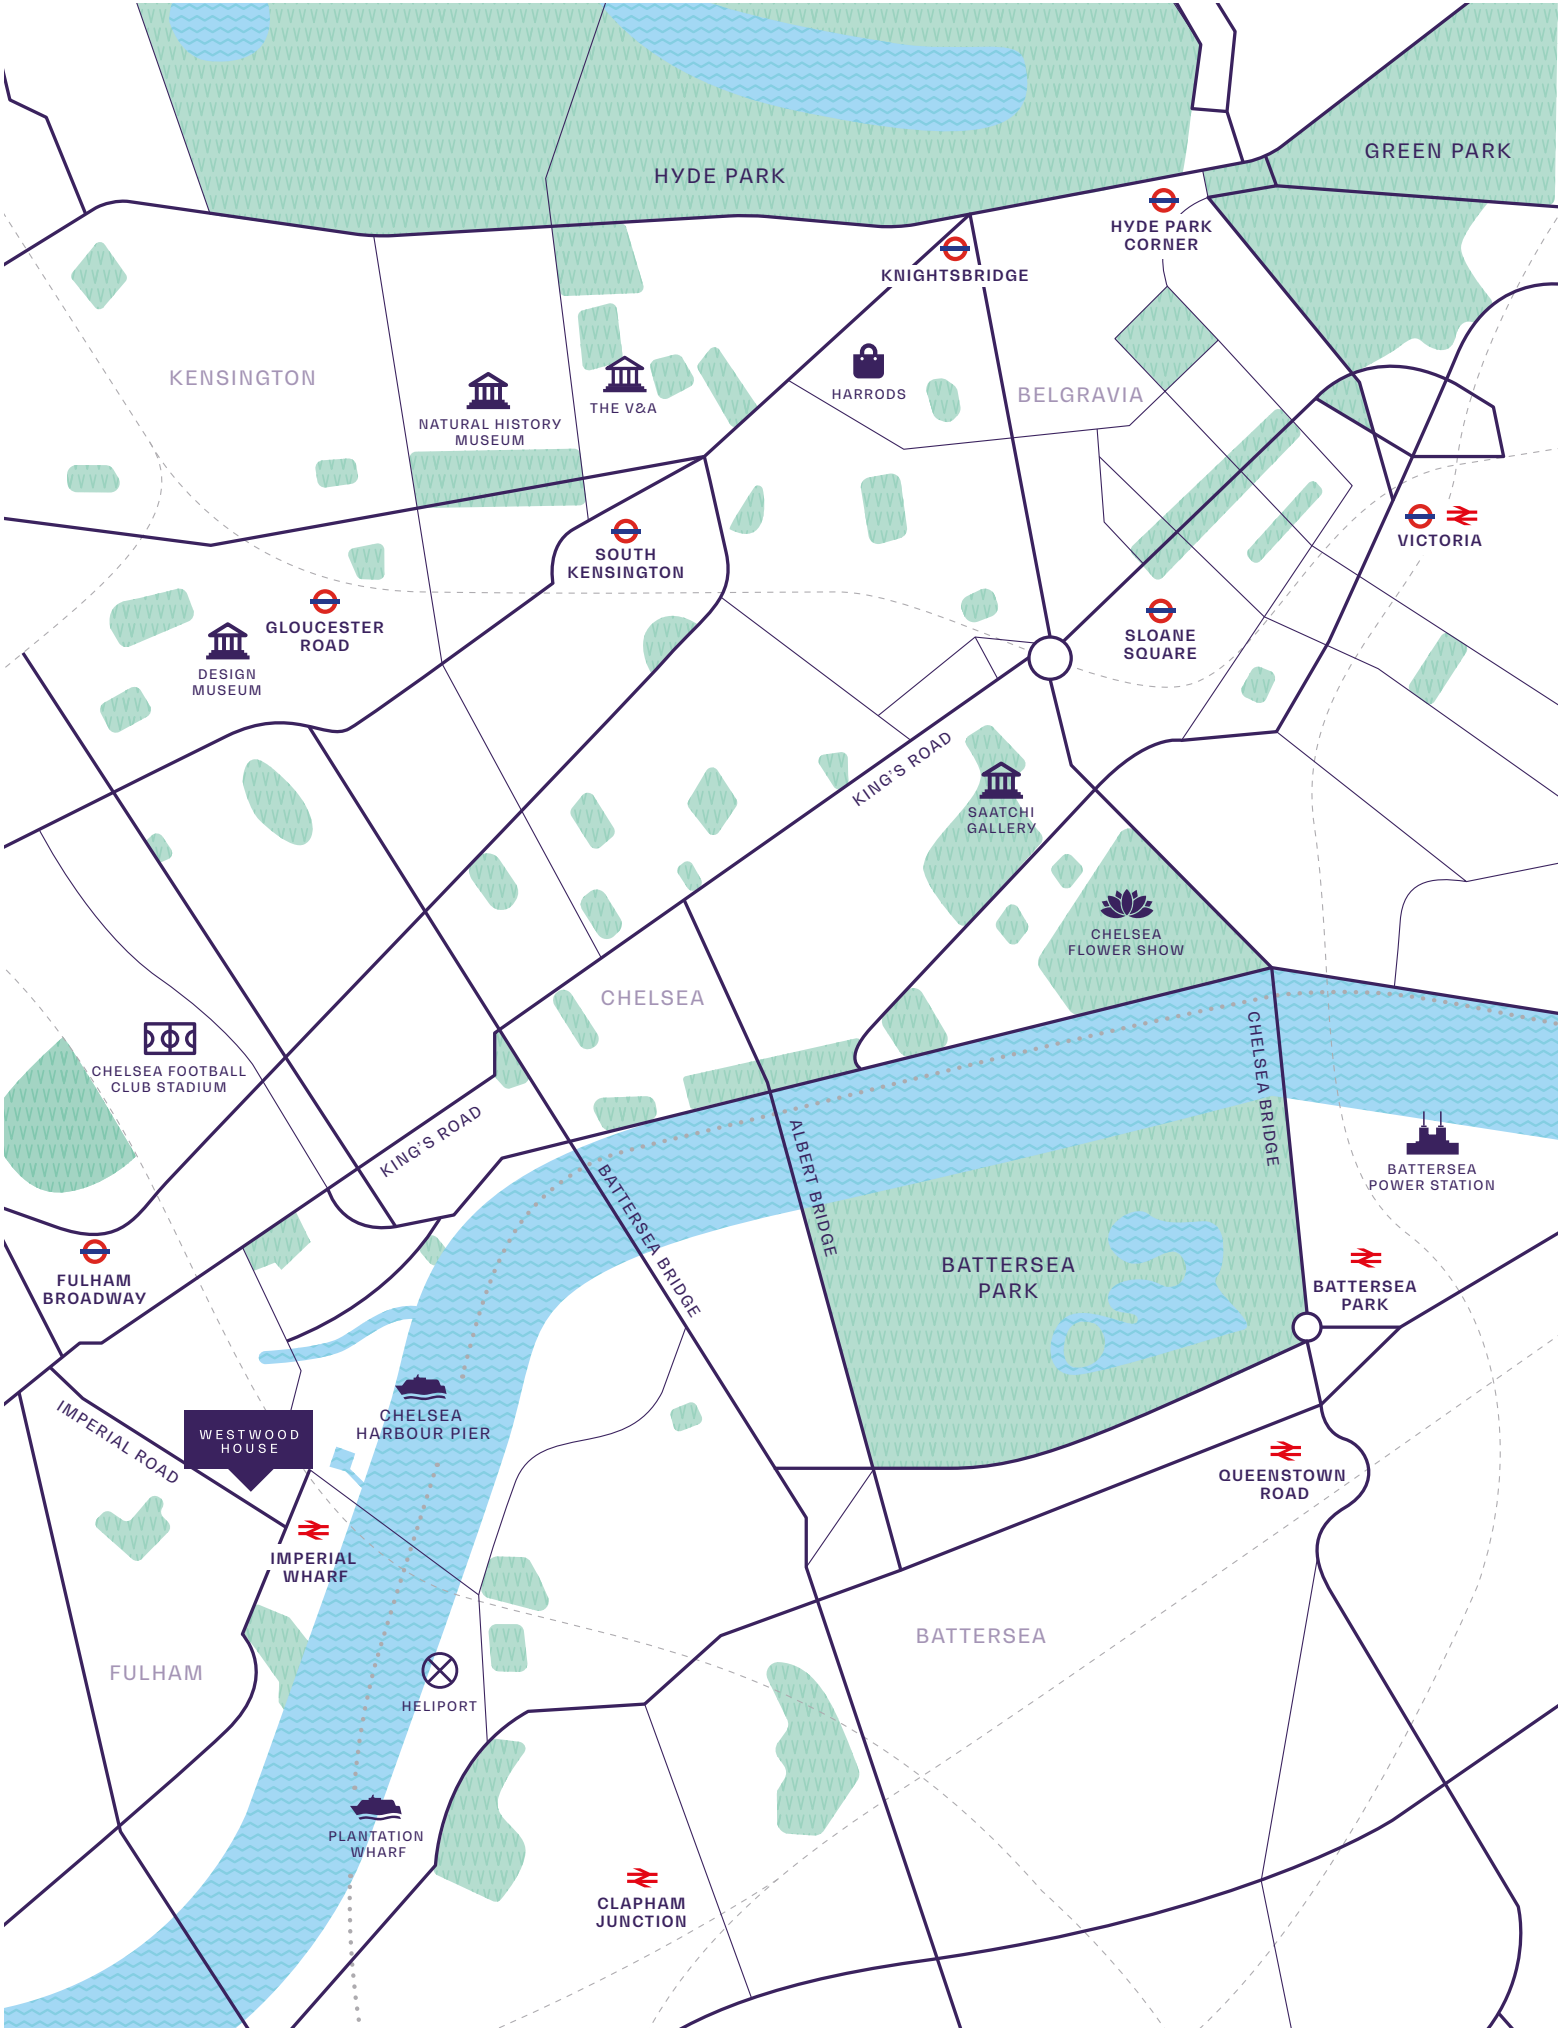 GREEN PARK
HYDE PARK
HYDE PARK
CORNER
KNIGHTSBRIDGE
KENSINGTON
HARRODS
BELGRAVIA
THE V&A
NATURAL HISTORY
MUSEUM
VICTORIA
SOUTH
KENSINGTON
GLOUCESTER
ROAD
SLOANE
SQUARE
DESIGN
MUSEUM
KING'S ROAD
SAATCHI
GALLERY
CHELSEA
FLOWER SHOW
CHELSEA
CHELSEA FOOTBALL
CLUB STADIUM
CHELSEA BRIDGE
KING'S ROAD
ALBERT BRIDGE
BATTERSEA BRIDGE
BATTERSEA
POWER STATION
BATTERSEA
PARK
FULHAM
BROADWAY
BATTERSEA
PARK
IMPERIAL ROAD
CHELSEA
HARBOUR PIER
WESTWOOD
HOUSE
QUEENSTOWN
ROAD
IMPERIAL
WHARF
BATTERSEA
FULHAM
HELIPORT
PLANTATION
WHARF
CLAPHAM
JUNCTION